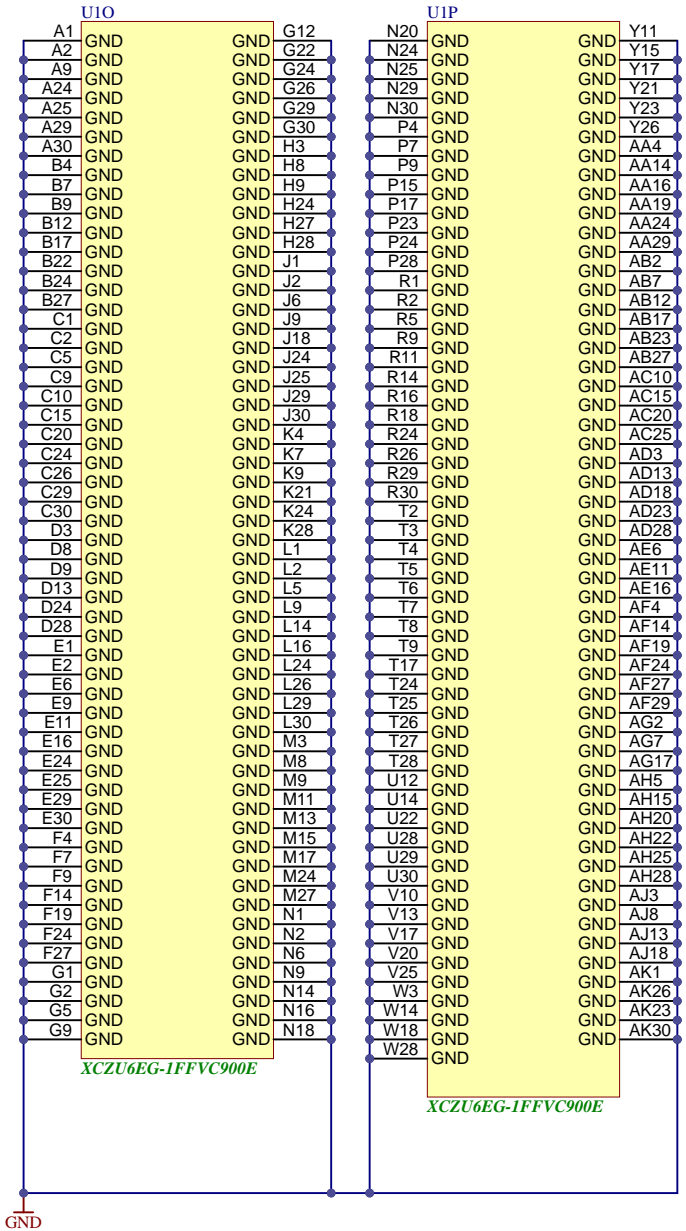 U1O U1P
A1 GND GND G12 N20 GND GND Y11
A2 GND GND G22 N24 GND GND Y15
A9 GND GND G24 N25 GND GND Y17
A24 GND GND G26 N29 GND GND Y21
A25 GND GND G29 N30 GND GND Y23
A29 GND GND G30 P4 GND GND Y26
A30 GND GND H3 P7 GND GND AA4
B4 GND GND H8 P9 GND GND AA14
B7 GND GND H9 P15 GND GND AA16
B9 GND GND H24 P17 GND GND AA19
B12 GND GND H27 P23 GND GND AA24
B17 GND GND H28 P24 GND GND AA29
B22 GND GND J1 P28 GND GND AB2
B24 GND GND J2 R1 GND GND AB7
B27 GND GND J6 R2 GND GND AB12
C1 GND GND J9 R5 GND GND AB17
C2 GND GND J18 R9 GND GND AB23
C5 GND GND J24 R11 GND GND AB27
C9 GND GND J25 R14 GND GND AC10
C10 GND GND J29 R16 GND GND AC15
C15 GND GND J30 R18 GND GND AC20
C20 GND GND K4 R24 GND GND AC25
C24 GND GND K7 R26 GND GND AD3
C26 GND GND K9 R29 GND GND AD13
C29 GND GND K21 R30 GND GND AD18
C30 GND GND K24 T2 GND GND AD23
D3 GND GND K28 T3 GND GND AD28
D8 GND GND L1 T4 GND GND AE6
D9 GND GND L2 T5 GND GND AE11
D13 GND GND L5 T6 GND GND AE16
D24 GND GND L9 T7 GND GND AF4
D28 GND GND L14 T8 GND GND AF14
E1 GND GND L16 T9 GND GND AF19
E2 GND GND L24 T17 GND GND AF24
E6 GND GND L26 T24 GND GND AF27
E9 GND GND L29 T25 GND GND AF29
E11 GND GND L30 T26 GND GND AG2
E16 GND GND M3 T27 GND GND AG7
E24 GND GND M8 T28 GND GND AG17
E25 GND GND M9 U12 GND GND AH5
E29 GND GND M11 U14 GND GND AH15
E30 GND GND M13 U22 GND GND AH20
F4 GND GND M15 U28 GND GND AH22
F7 GND GND M17 U29 GND GND AH25
F9 GND GND M24 U30 GND GND AH28
F14 GND GND M27 V10 GND GND AJ3
F19 GND GND N1 V13 GND GND AJ8
F24 GND GND N2 V17 GND GND AJ13
F27 GND GND N6 V20 GND GND AJ18
G1 GND GND N9 V25 GND GND AK1
G2 GND GND N14 W3 GND GND AK26
G5 GND GND N16 W14 GND GND AK23
G9 GND GND N18 W18 GND GND AK30
W28 GND
XCZU6EG-1FFVC900E
XCZU6EG-1FFVC900E
GND